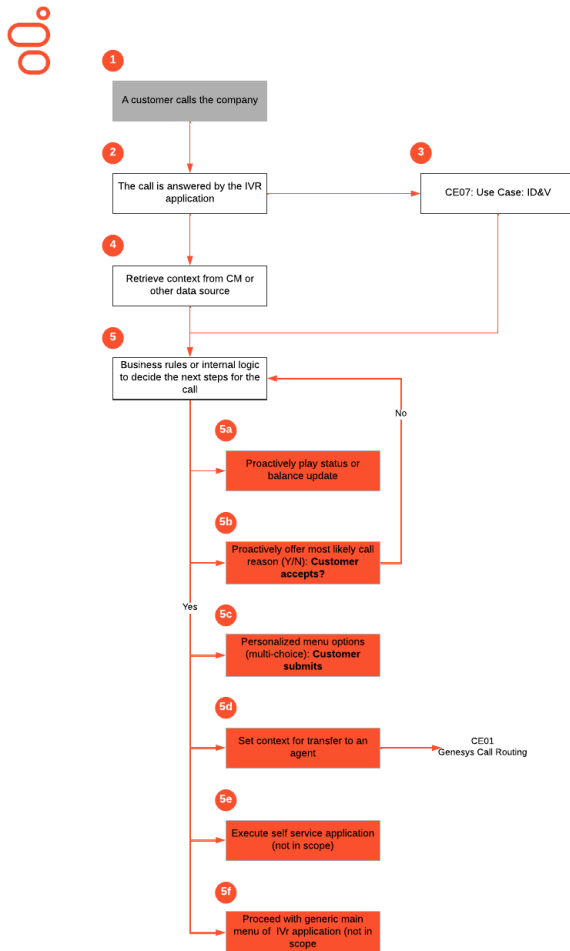 1
A customer calls the company
2
The call is answered by the IVR
application
3
CE07: Use Case: ID&V
4
Retrieve context from CM or
other data source
5
Business rules or internal logic
to decide the next steps for the
call
No
5a
Proactively play status or
balance update
5b
Proactively offer most likely call
reason (Y/N): Customer
accepts?
Yes
5c
Personalized menu options
(multi-choice): Customer
submits
5d
Set context for transfer to an
agent
CE01
Genesys Call Routing
5e
Execute self service application
(not in scope)
5f
Proceed with generic main
menu of IVr application (not in
scope